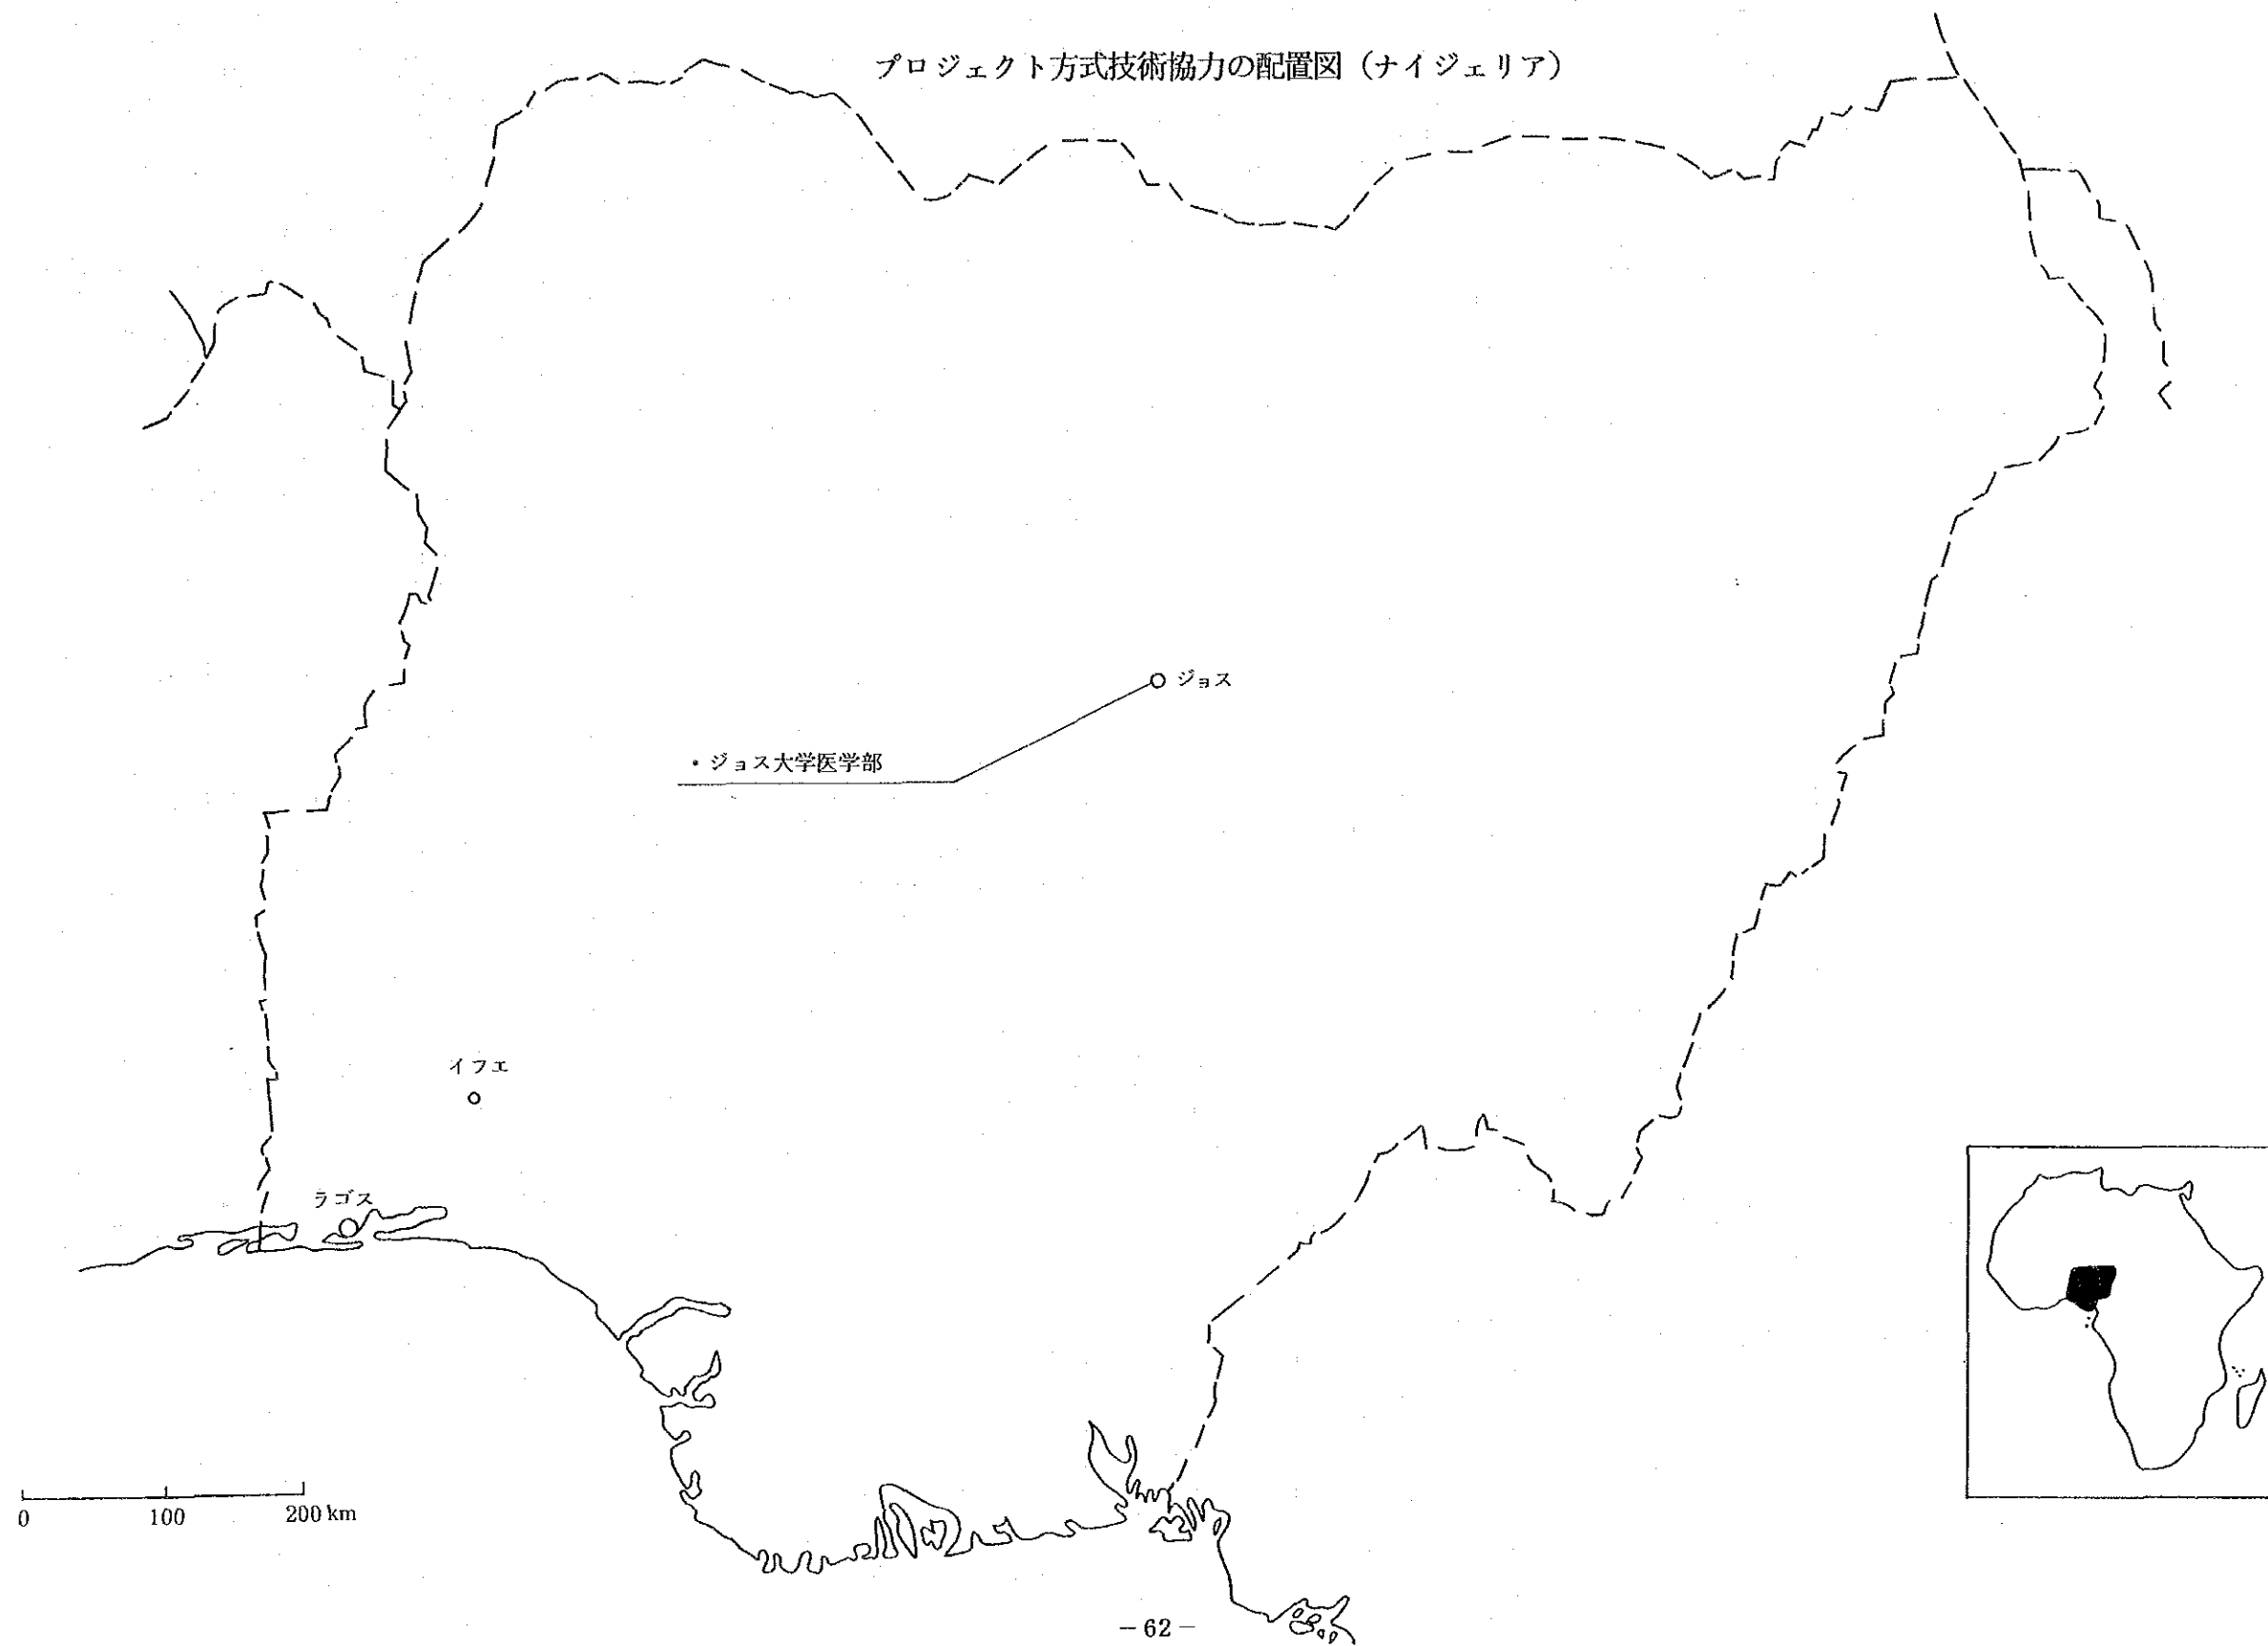 プロジェクト方式技術協力の配置図（ナイジェリア）
ジョス
・ジョス大学医学部
イフエ
ラゴス
0 100 200 km
－62－